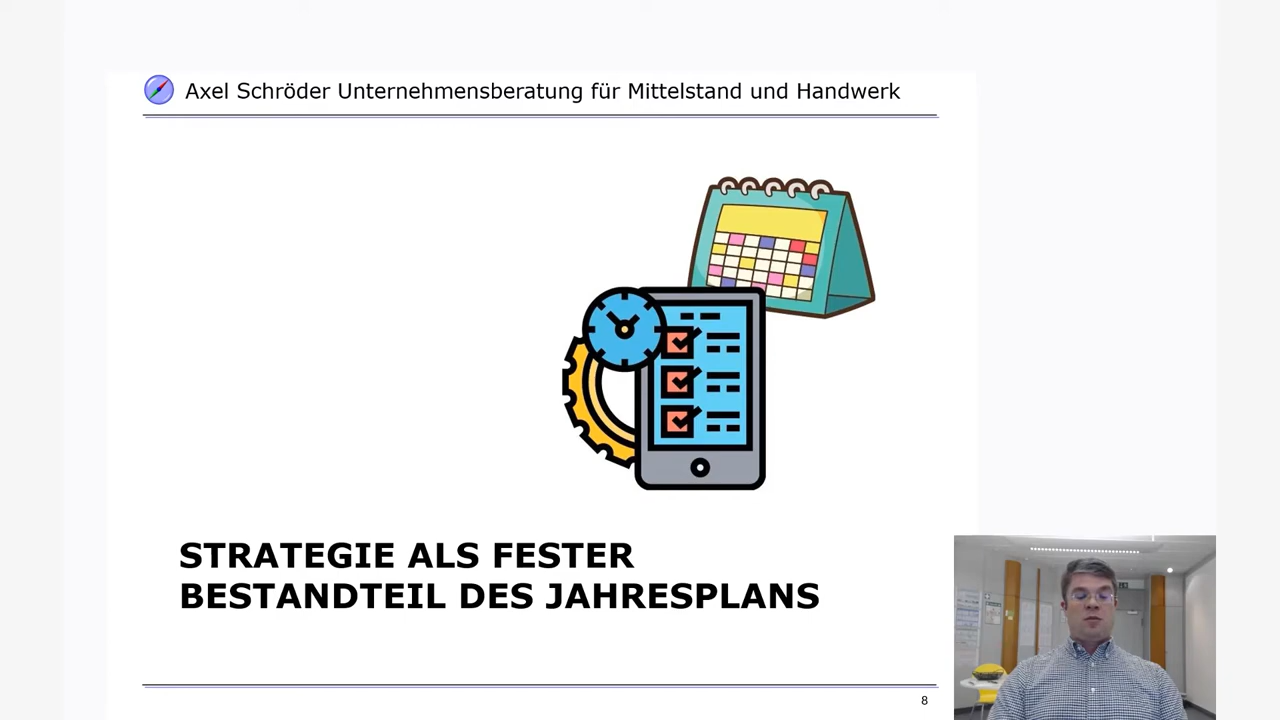 Axel Schröder Unternehmensberatung für Mittelstand und Handwerk
STRATEGIE ALS FESTER
BESTANDTEIL DES JAHRESPLANS
8